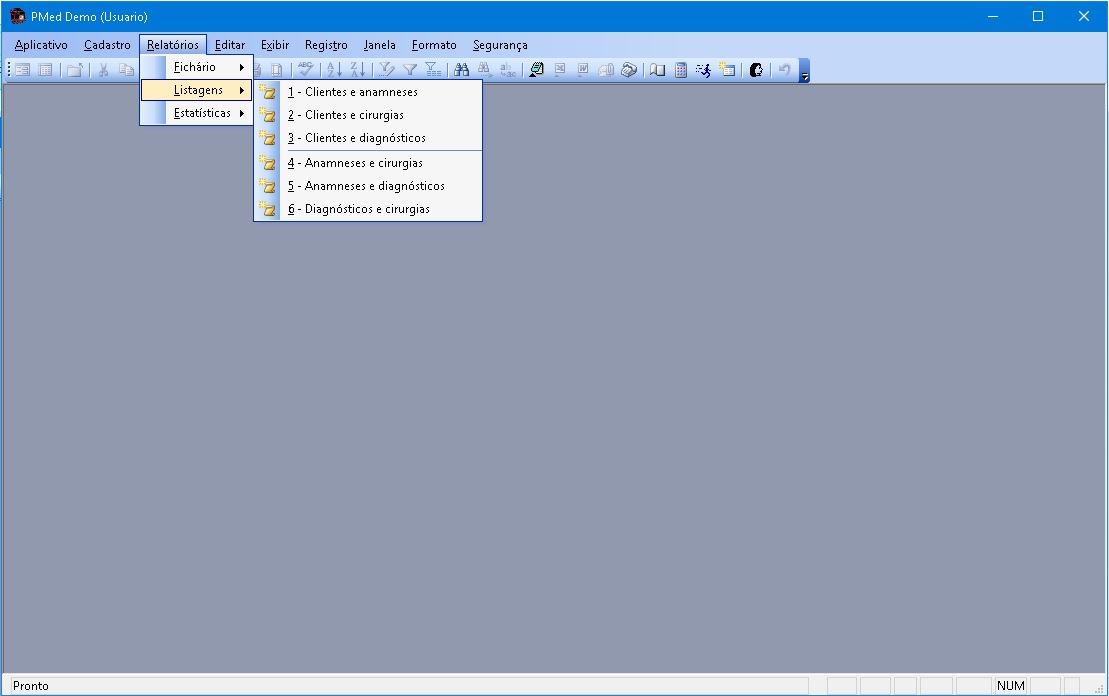 PMed Demo (Usuario)
Aplicativo Cadastro Relatórios Editar Exibir Registro Janela Formato Segurança
Fichário
Listagens
Estatísticas
1 - Clientes e anamneses
2 - Clientes e cirurgias
3 - Clientes e diagnósticos
4 - Anamneses e cirurgias
5 - Anamneses e diagnósticos
6 - Diagnósticos e cirurgias
Pronto NUM